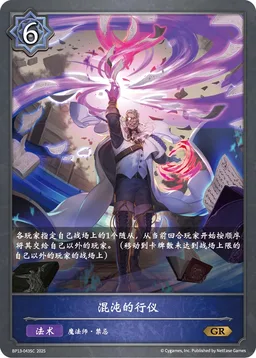 6
各玩家指定自己战场上的1个随从，从当前回合玩家开始按顺序
将其交给自己以外的玩家。（移动到卡牌数未达到战场上限的
自己以外的玩家的战场上）
混沌的行仪
法术
魔法师·禁忌
GR
BP13-043SC 2025
© Cygames, Inc. Published by NetEase Games